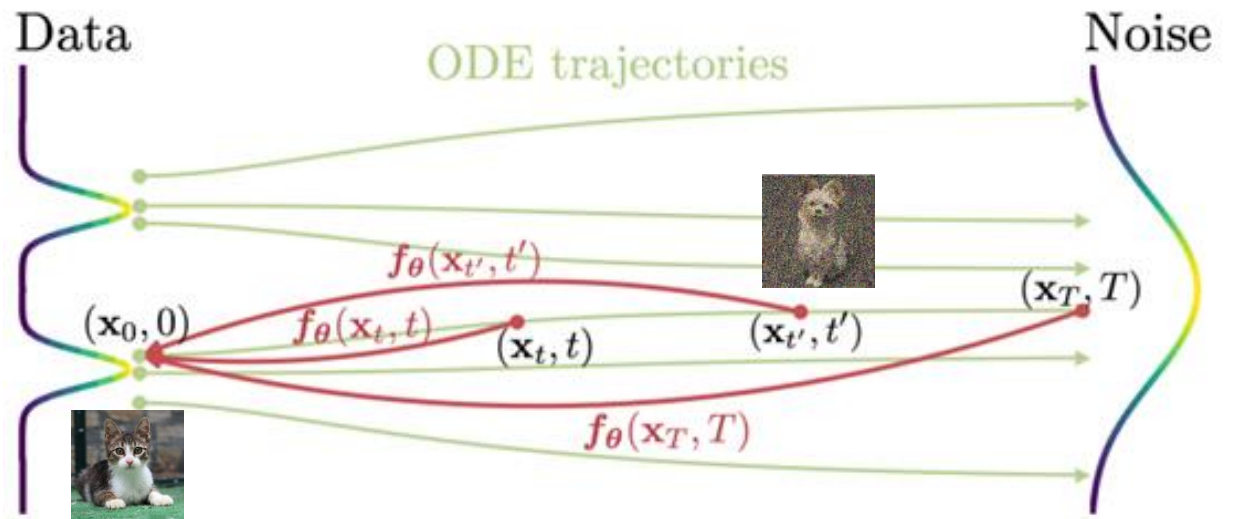 Data
Noise
ODE trajectories
f_θ(x_{t'}, t')
(x_T, T)
(x_0, 0)
f_θ(x_t, t)
(x_t, t)
(x_{t'}, t')
f_θ(x_T, T)